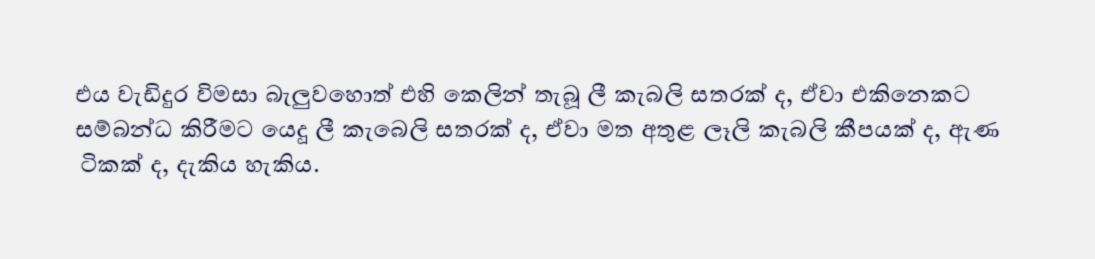 එය වැඩිදුර විමසා බැලුවහොත් එහි කෙලින් තැබූ ලී කැබලි සතරක් ද, ඒවා එකිනෙකට
සම්බන්ධ කිරීමට යෙදූ ලී කැබෙලි සතරක් ද, ඒවා මත අතුළ ලෑලි කැබලි කීපයක් ද, ඇණ
ටිකක් ද, දැකිය හැකිය.